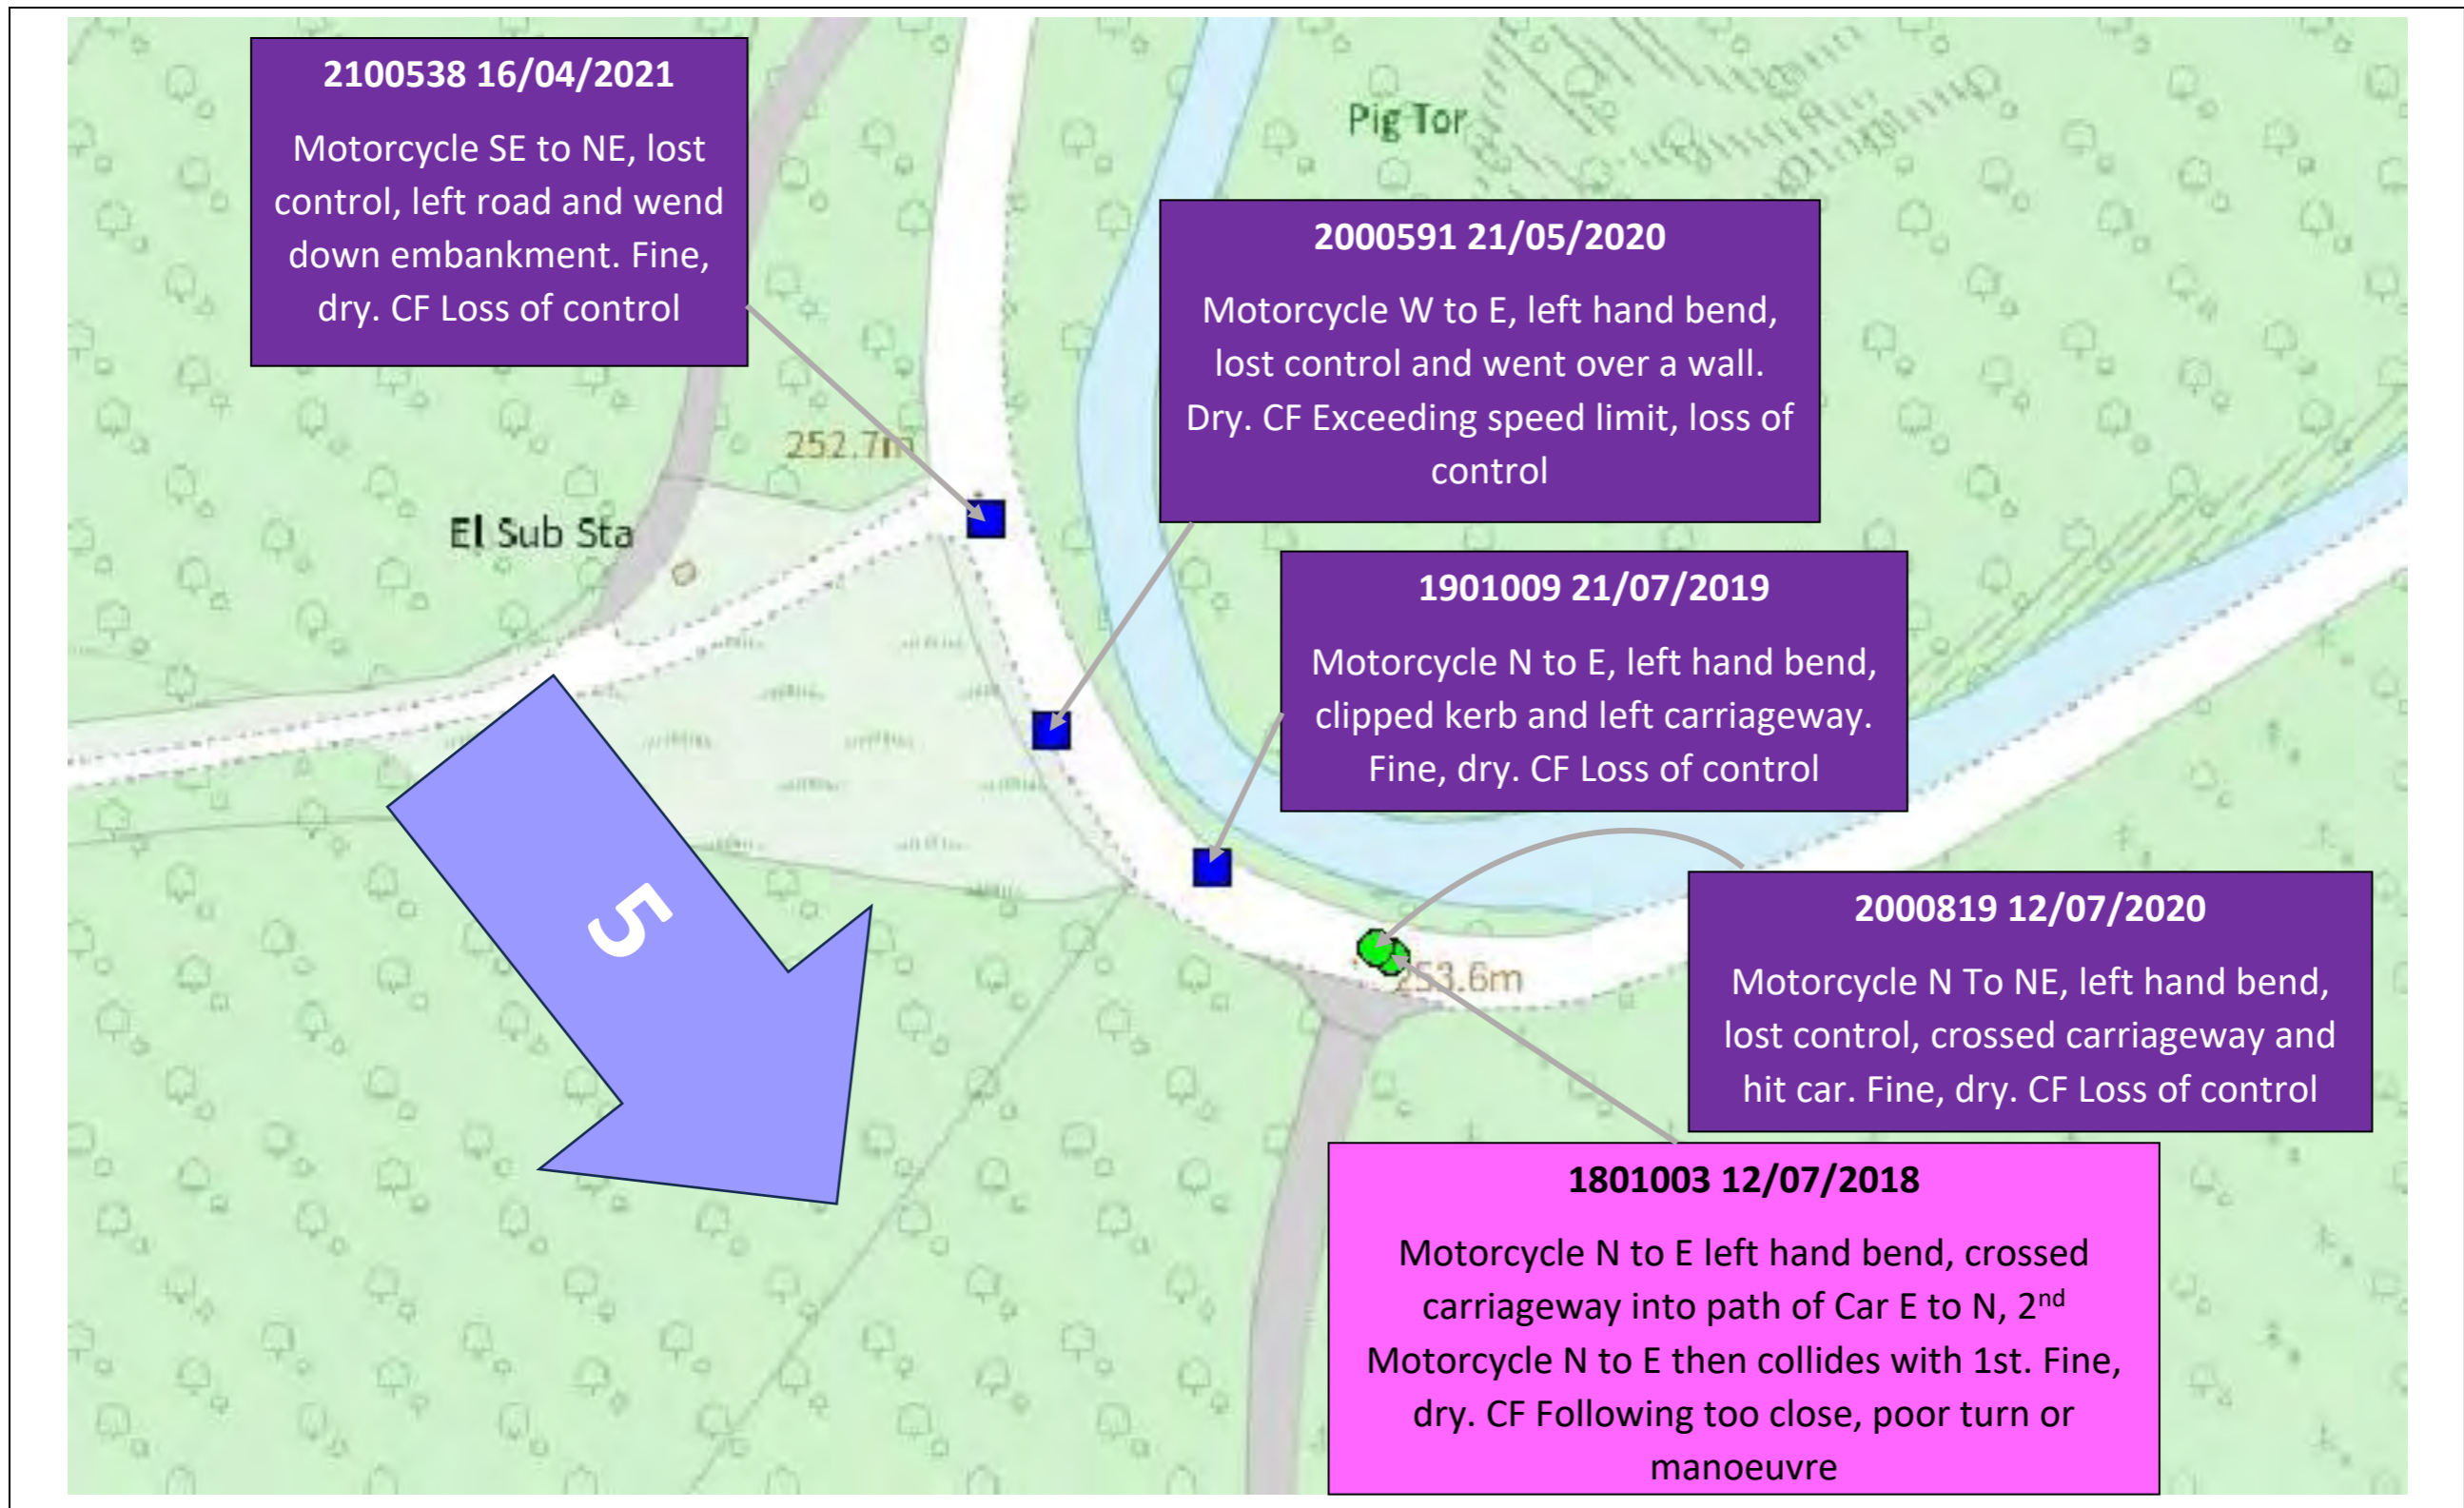 2100538 16/04/2021
Motorcycle SE to NE, lost
control, left road and wend
down embankment. Fine,
dry. CF Loss of control
Pig Tor
2000591 21/05/2020
Motorcycle W to E, left hand bend,
lost control and went over a wall.
Dry. CF Exceeding speed limit, loss of
control
252.7m
El Sub Sta
1901009 21/07/2019
Motorcycle N to E, left hand bend,
clipped kerb and left carriageway.
Fine, dry. CF Loss of control
5
2000819 12/07/2020
Motorcycle N To NE, left hand bend,
lost control, crossed carriageway and
hit car. Fine, dry. CF Loss of control
253.6m
1801003 12/07/2018
Motorcycle N to E left hand bend, crossed
carriageway into path of Car E to N, 2nd
Motorcycle N to E then collides with 1st. Fine,
dry. CF Following too close, poor turn or
manoeuvre